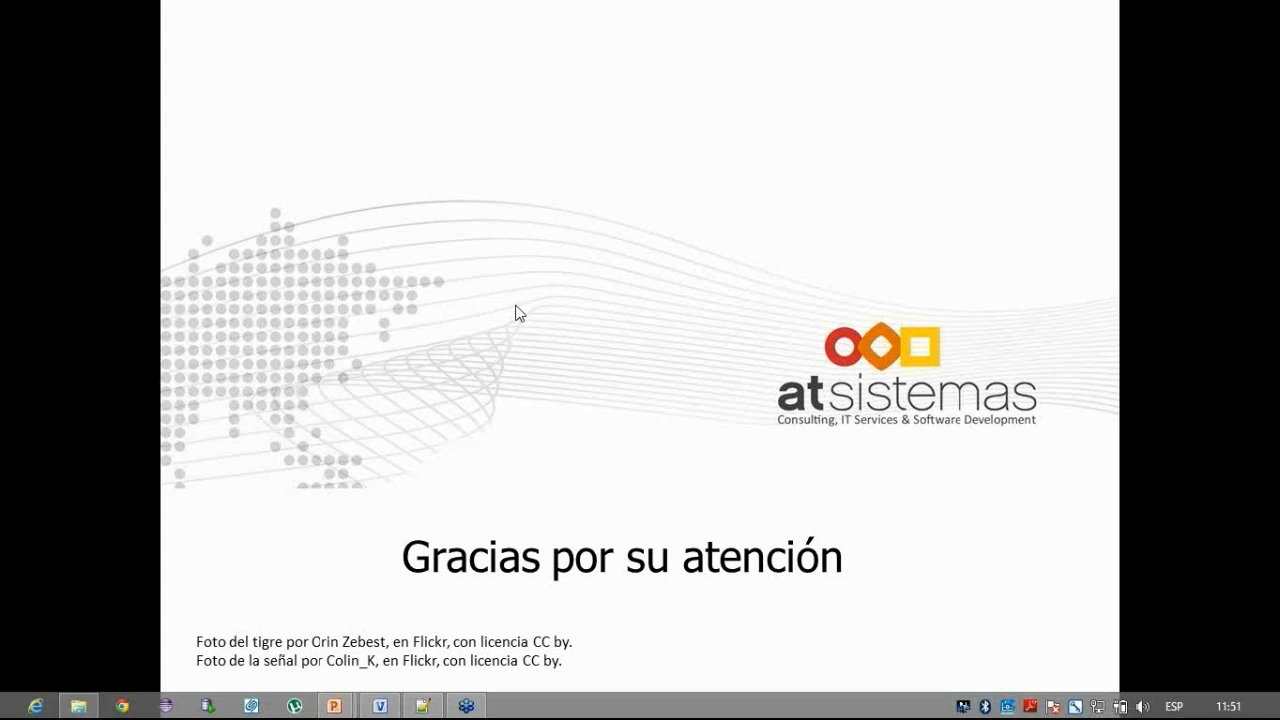 atsistemas
Consulting, IT Services & Software Development
Gracias por su atención
Foto del tigre por Orin Zebest, en Flickr, con licencia CC by.
Foto de la señal por Colin_K, en Flickr, con licencia CC by.
ESP
11:51